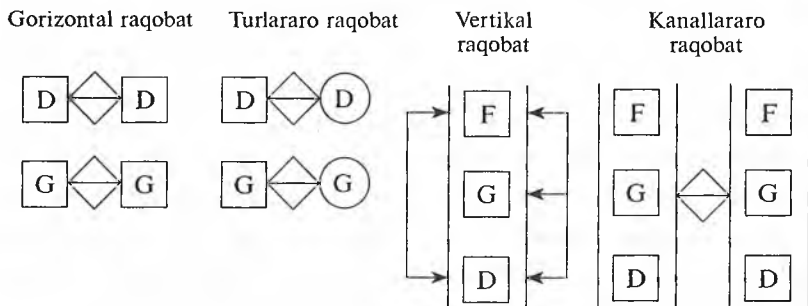 Gorizontal raqobat
Turlararo raqobat
Vertikal
raqobat
Kanallararo
raqobat
D D
G G
D D
G G
F
G
D
F F
G G
D D